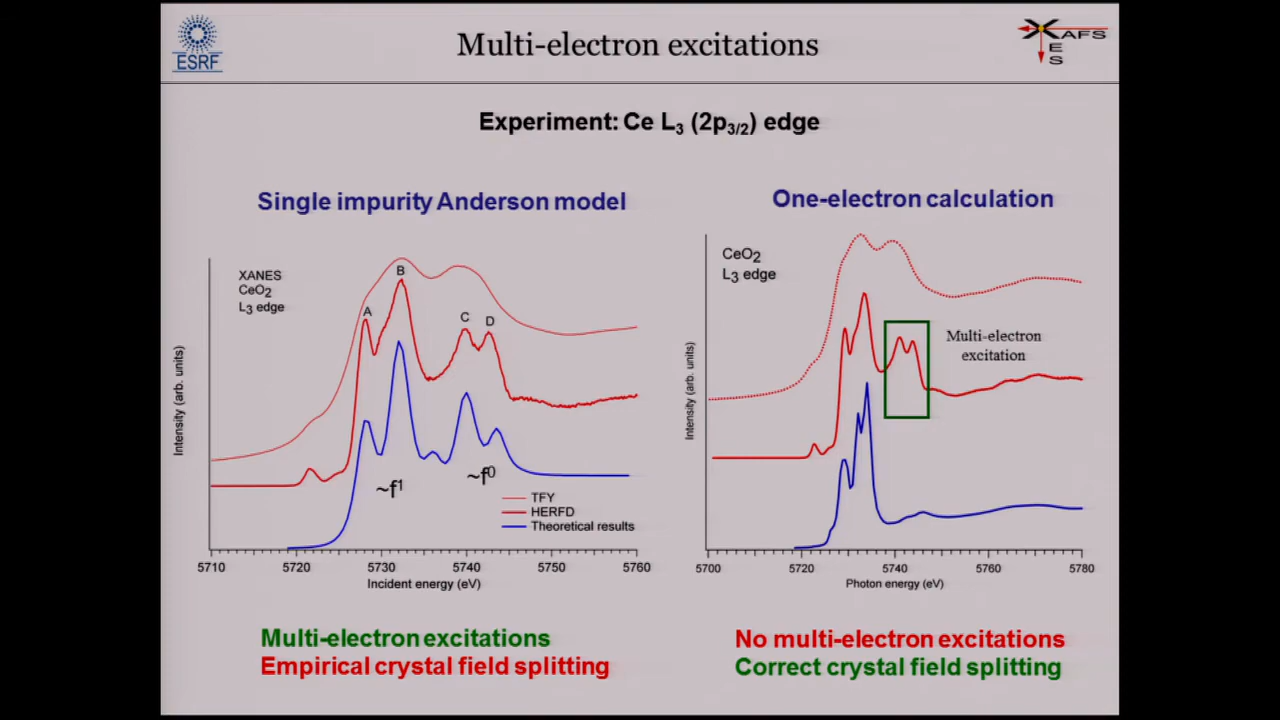 ESRF
Multi-electron excitations
XAFS
E
S
Experiment: Ce L3 (2p3/2) edge
Single impurity Anderson model
XANES
CeO2
L3 edge
A
B
C
D
~f1
~f0
TFY
HERFD
Theoretical results
Intensity (arb. units)
5710 5720 5730 5740 5750 5760
Incident energy (eV)
Multi-electron excitations
Empirical crystal field splitting
One-electron calculation
CeO2
L3 edge
Multi-electron
excitation
Intensity (arb. units)
5700 5720 5740 5760 5780
Photon energy (eV)
No multi-electron excitations
Correct crystal field splitting